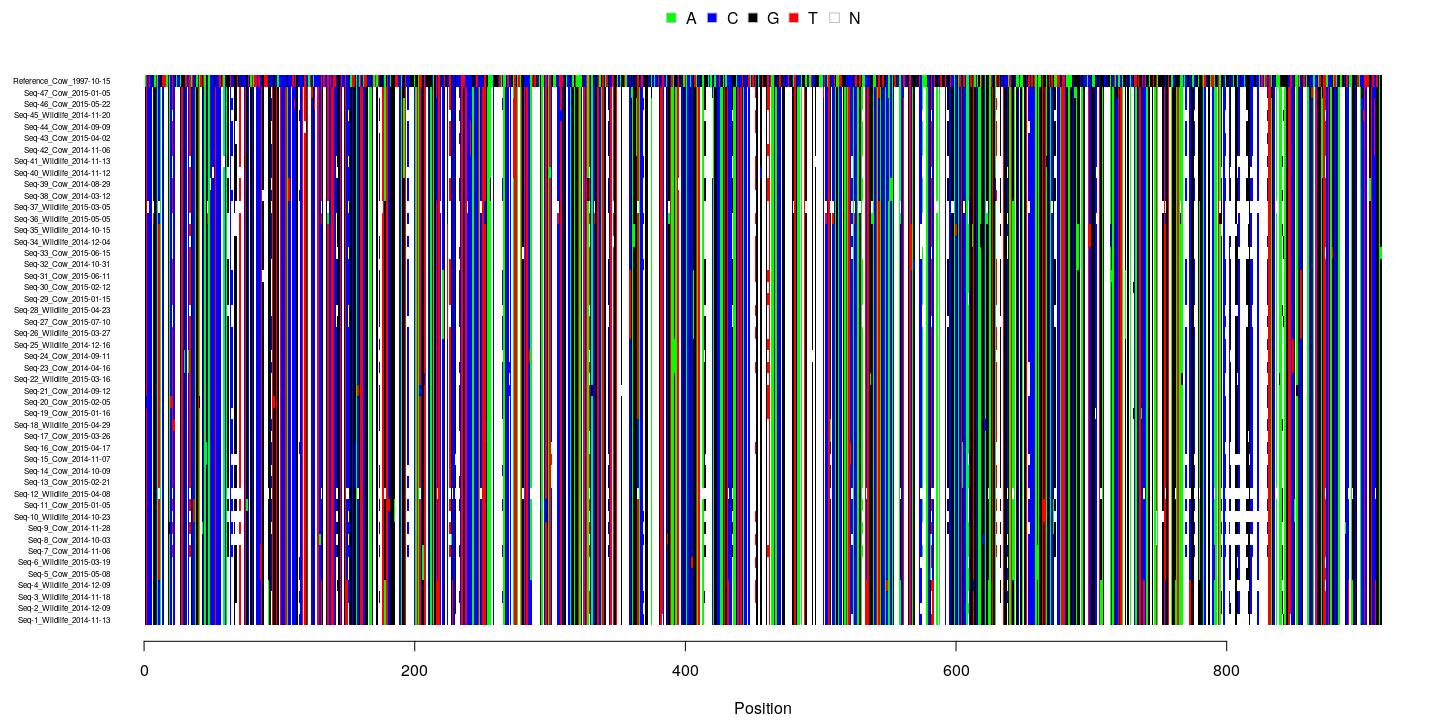 A C G T N
Reference_Cow_1997-10-15
Seq-47_Cow_2015-01-05
Seq-46_Cow_2015-05-22
Seq-45_Wildlife_2014-11-20
Seq-44_Cow_2014-09-09
Seq-43_Cow_2015-04-02
Seq-42_Cow_2014-11-06
Seq-41_Wildlife_2014-11-13
Seq-40_Wildlife_2014-11-12
Seq-39_Cow_2014-08-29
Seq-38_Cow_2014-03-12
Seq-37_Wildlife_2015-03-05
Seq-36_Wildlife_2015-05-05
Seq-35_Wildlife_2014-10-15
Seq-34_Wildlife_2014-12-04
Seq-33_Cow_2015-06-15
Seq-32_Cow_2014-10-31
Seq-31_Cow_2015-06-11
Seq-30_Cow_2015-02-12
Seq-29_Cow_2015-01-15
Seq-28_Wildlife_2015-04-23
Seq-27_Cow_2015-07-10
Seq-26_Wildlife_2015-03-27
Seq-25_Wildlife_2014-12-16
Seq-24_Cow_2014-09-11
Seq-23_Cow_2014-04-16
Seq-22_Wildlife_2015-03-16
Seq-21_Cow_2014-09-12
Seq-20_Cow_2015-02-05
Seq-19_Cow_2015-01-16
Seq-18_Wildlife_2015-04-29
Seq-17_Cow_2015-03-26
Seq-16_Cow_2015-04-17
Seq-15_Cow_2014-11-07
Seq-14_Cow_2014-10-09
Seq-13_Cow_2015-02-21
Seq-12_Wildlife_2015-04-08
Seq-11_Cow_2015-01-05
Seq-10_Wildlife_2014-10-23
Seq-9_Cow_2014-11-28
Seq-8_Cow_2014-10-03
Seq-7_Cow_2014-11-06
Seq-6_Wildlife_2015-03-19
Seq-5_Cow_2015-05-08
Seq-4_Wildlife_2014-12-09
Seq-3_Wildlife_2014-11-18
Seq-2_Wildlife_2014-12-09
Seq-1_Wildlife_2014-11-13
0 200 400 600 800
Position